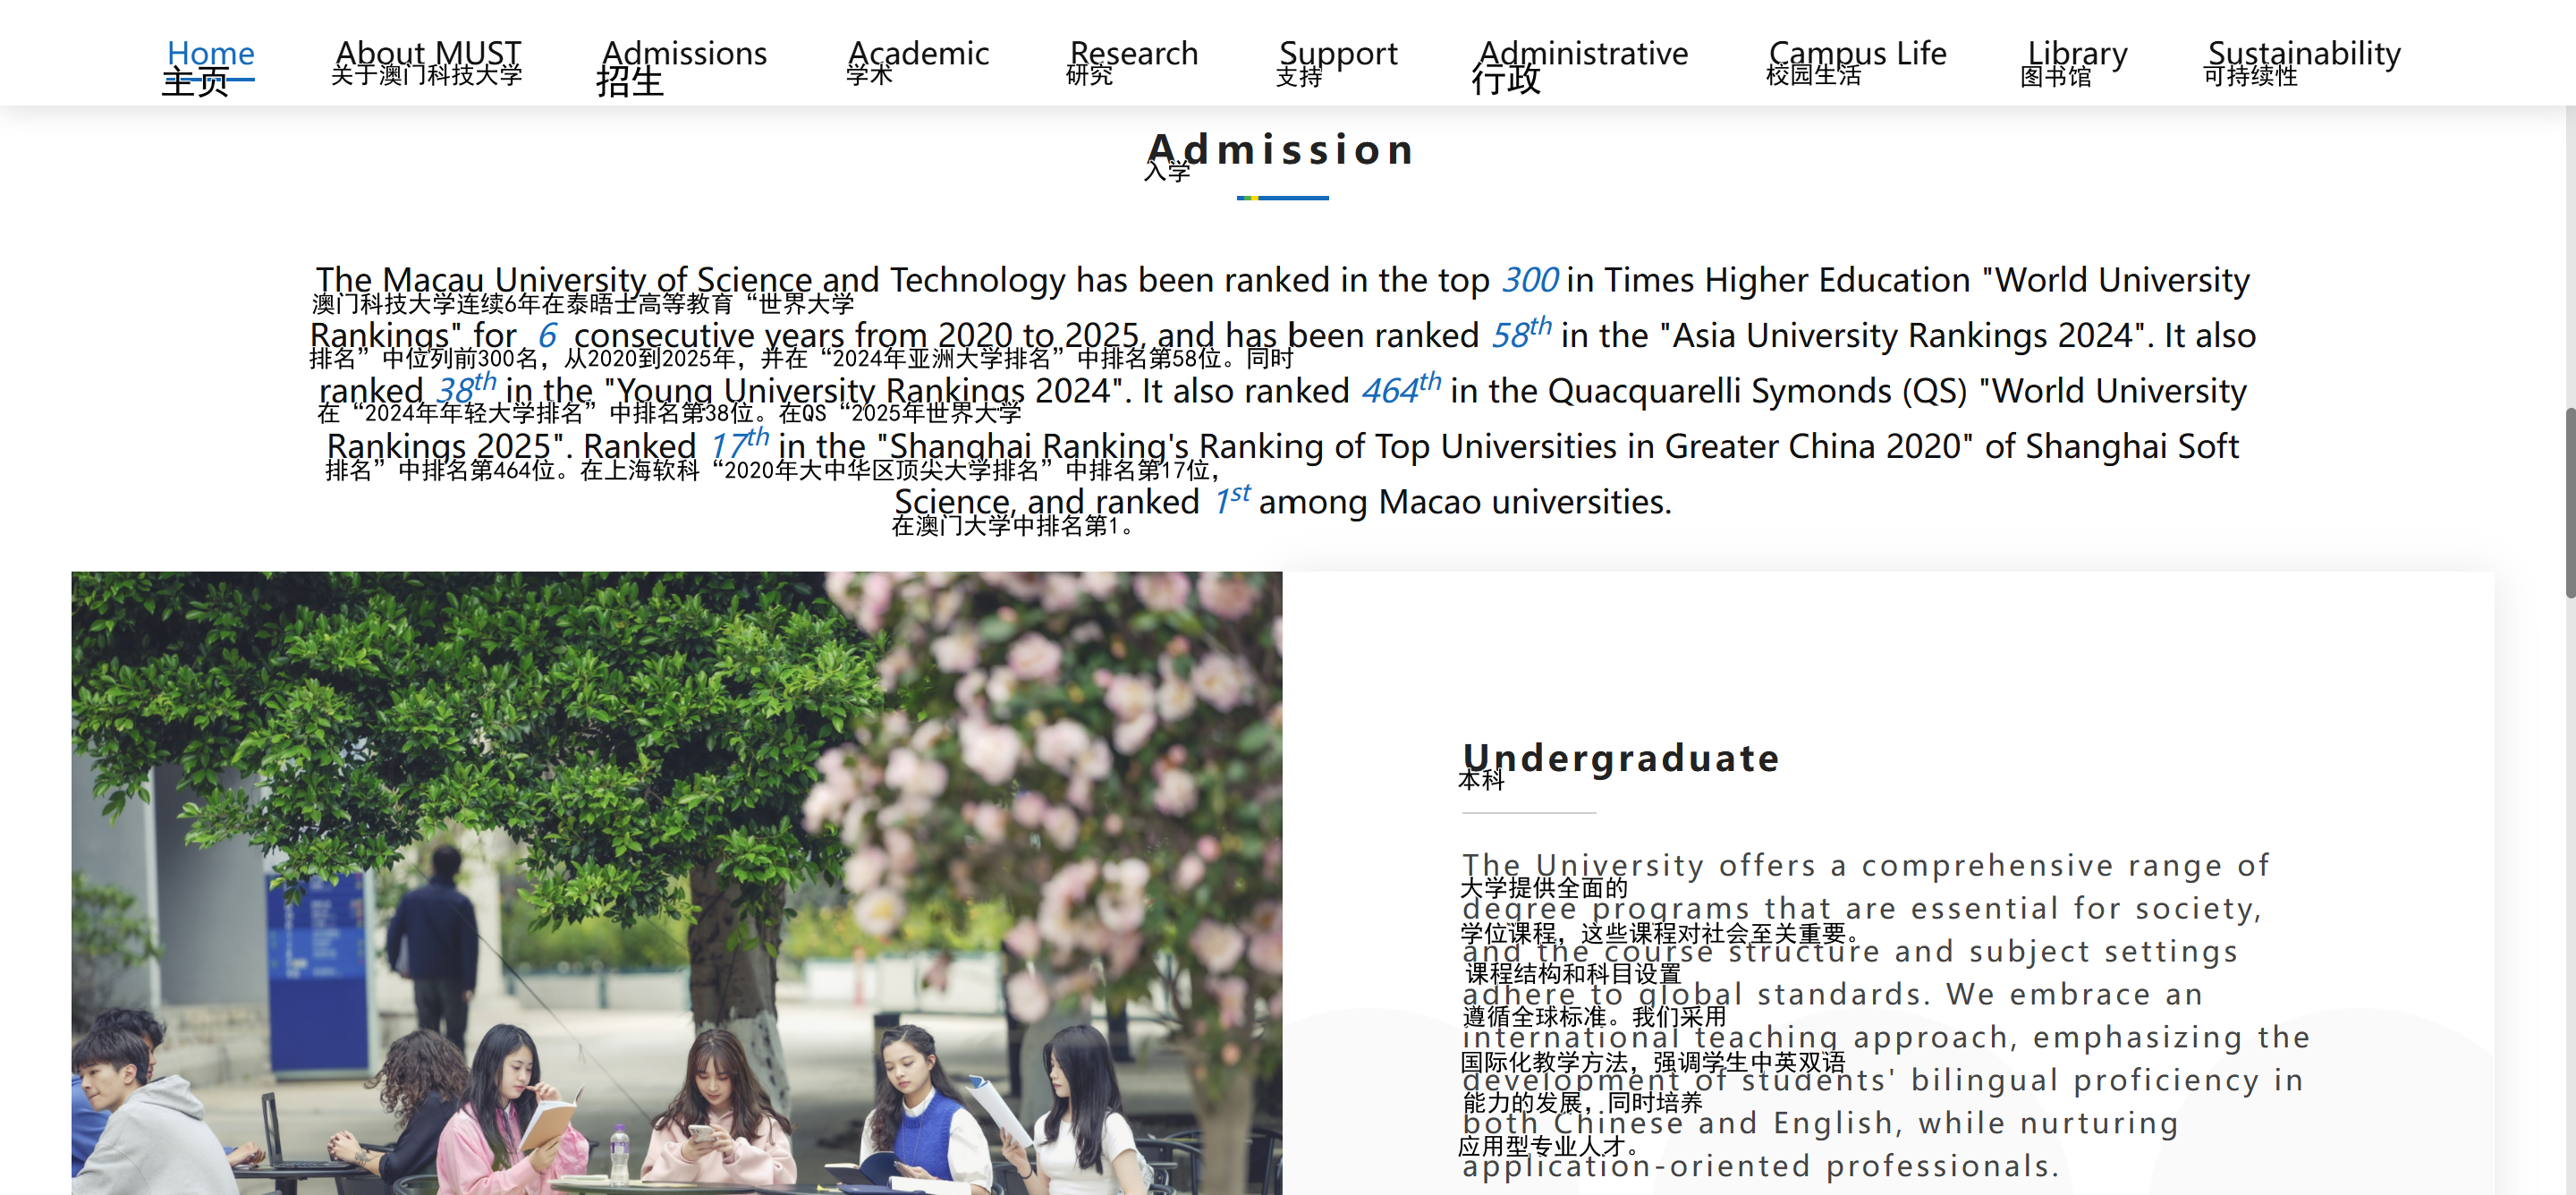 Home About MUST Admissions Academic Research Support Administrative Campus Life Library Sustainability
主页 关于澳门科技大学 招生 学术 研究 支持 行政 校园生活 图书馆 可持续性
Admission
入学
The Macau University of Science and Technology has been ranked in the top 300 in Times Higher Education "World University
澳门科技大学连续6年在泰晤士高等教育“世界大学
Rankings" for 6 consecutive years from 2020 to 2025, and has been ranked 58th in the "Asia University Rankings 2024". It also
排名”中位列前300名，从2020到2025年，并在“2024年亚洲大学排名”中排名第58位。同时
ranked 38th in the "Young University Rankings 2024". It also ranked 464th in the Quacquarelli Symonds (QS) "World University
在“2024年年轻大学排名”中排名第38位。在QS“2025年世界大学
Rankings 2025". Ranked 17th in the "Shanghai Ranking's Ranking of Top Universities in Greater China 2020" of Shanghai Soft
排名”中排名第464位。在上海软科“2020年大中华区顶尖大学排名”中排名第17位，
Science, and ranked 1st among Macao universities.
在澳门大学中排名第1。
Undergraduate
本科
The University offers a comprehensive range of
大学提供全面的
degree programs that are essential for society,
学位课程，这些课程对社会至关重要。
and the course structure and subject settings
课程结构和科目设置
adhere to global standards. We embrace an
遵循全球标准。我们采用
international teaching approach, emphasizing the
国际化教学方法，强调学生中英双语
development of students' bilingual proficiency in
能力的发展，同时培养
both Chinese and English, while nurturing
应用型专业人才。
application-oriented professionals.